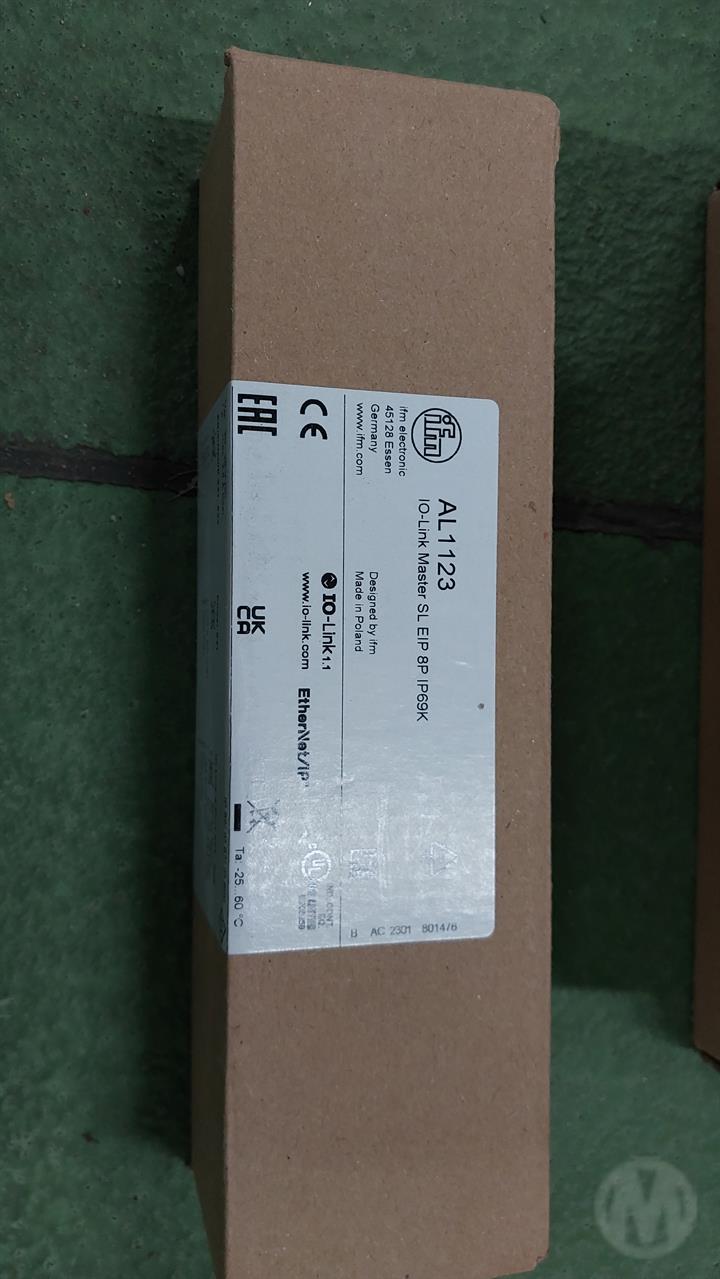 ifm
AL1123
IO-Link Master SL EIP 8P IP69K
ifm electronic
45128 Essen
Germany
www.ifm.com
Designed by ifm
Made in Poland
B AC 2301 801476
CE
IO-Link 1.1
www.io-link.com
EtherNet/IP
UL
EAC
UK
CA
Ta: -25...60 °C
M